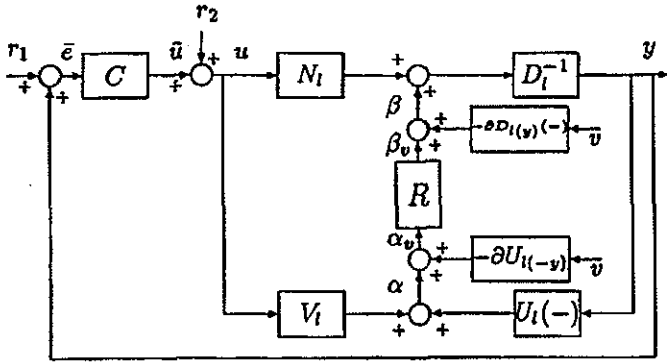 r₂
r₁ + + ē C ũ + + u N_l + + D_l⁻¹ y
β
+ + -∂D_{l(y)}(-) v̄
β_v
R
α_v
+ + -∂U_{l(-y)} v̄
α
V_l + + U_l(-)